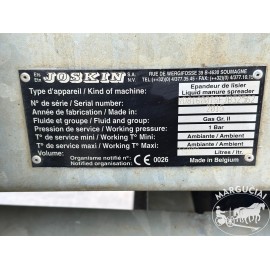 Ets
Stn JOSKIN S.A.
N.V. RUE DE WERGIFOSSE 39 B-4630 SOUMAGNE
Type d'appareil / Kind of machine: Epandeur de lisier
Liquid manure spreader
N° de série / Serial number:
Année de fabrication / Made in:
Fluide et groupe / Fluid and group: Gas Gr. II
Pression de service / Working pressure: 1 Bar
T° de service mini / Working T° Mini: Ambiante / Ambient
T° de service maxi / Working T° Maxi: Ambiante / Ambient
Volume: Litres / ltr.
Organisme notifié n°:
Notified organisation: CE 0026 Made in Belgium
MARGUCIAI